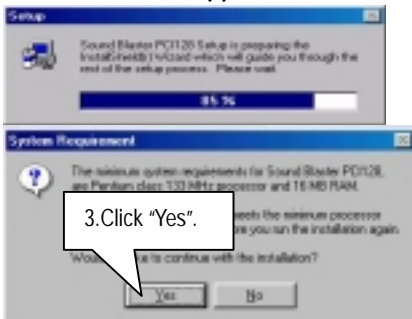 Setup
Sound Blaster PCI128 Setup is preparing the
InstallShield(r) Wizard which will guide you through the
rest of the setup process. Please wait.
85 %
System Requirement
The minimum system requirements for Sound Blaster PCI128,
are Pentium class 133 MHz processor and 16 MB RAM.
meets the minimum processor
you run the installation again.
3.Click “Yes”.
to continue with the installation?
Yes
No